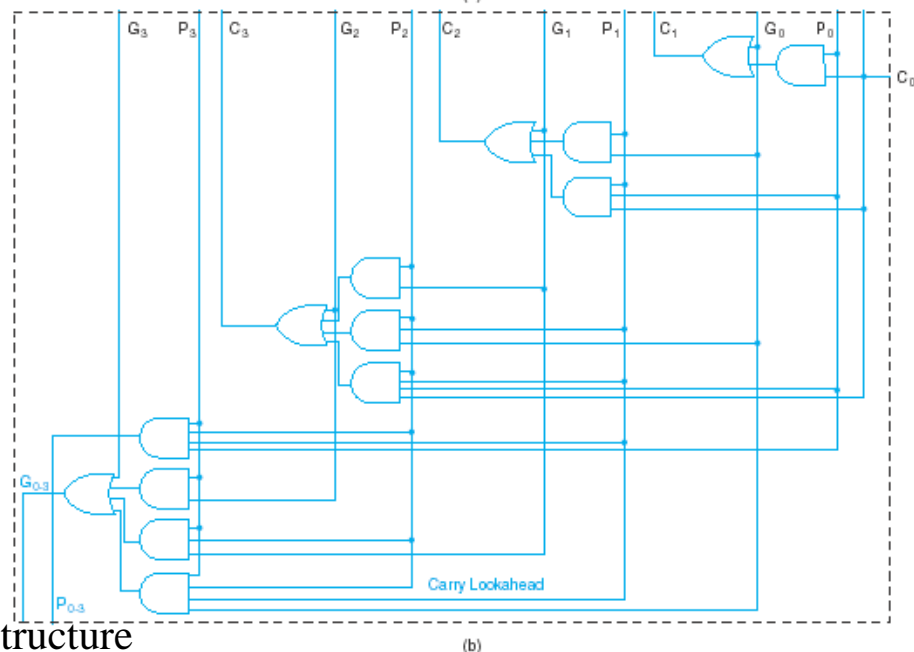 G3 P3 C3 G2 P2 C2 G1 P1 C1 G0 P0
C0
G0-3
Carry Lookahead
P0-3
tructure
(b)